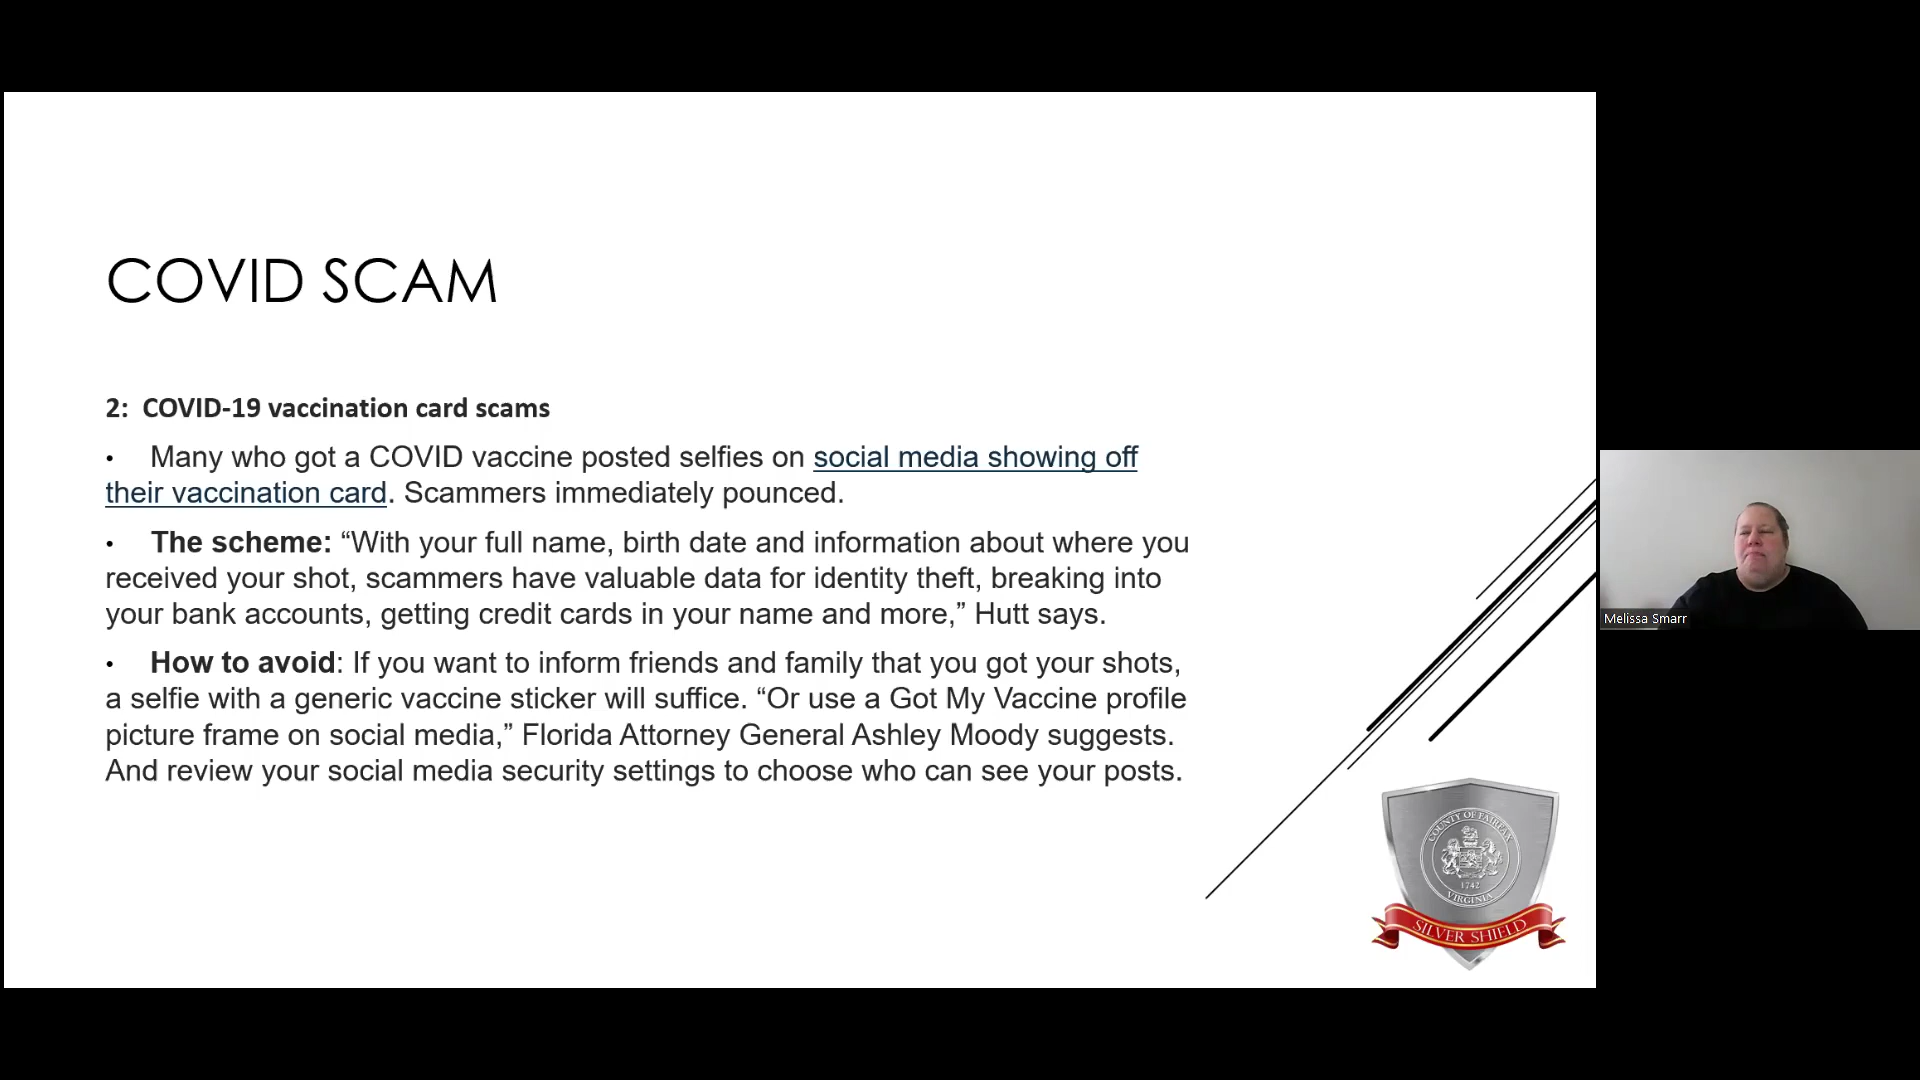 COVID SCAM
2: COVID-19 vaccination card scams
• Many who got a COVID vaccine posted selfies on social media showing off
their vaccination card. Scammers immediately pounced.
• The scheme: “With your full name, birth date and information about where you
received your shot, scammers have valuable data for identity theft, breaking into
your bank accounts, getting credit cards in your name and more,” Hutt says.
• How to avoid: If you want to inform friends and family that you got your shots,
a selfie with a generic vaccine sticker will suffice. “Or use a Got My Vaccine profile
picture frame on social media,” Florida Attorney General Ashley Moody suggests.
And review your social media security settings to choose who can see your posts.
COUNTY OF FAIRFAX
1742
VIRGINIA
SILVER SHIELD
Melissa Smarr